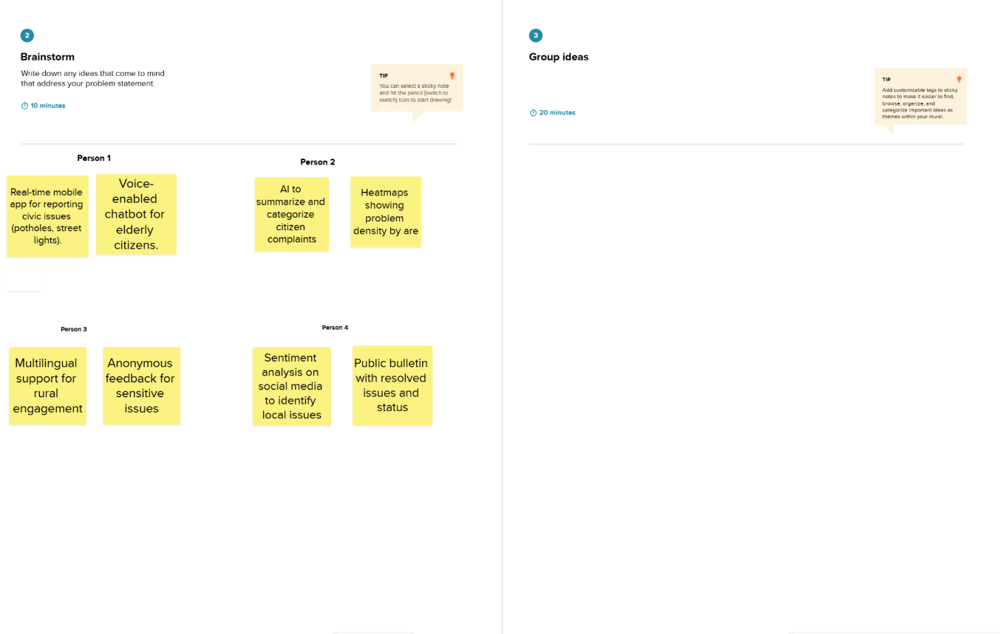 2
Brainstorm
Write down any ideas that come to mind
that address your problem statement.
10 minutes
TIP
You can select a sticky note
and hit the pencil [switch to
sketch] icon to start drawing!
Person 1
Real-time mobile
app for reporting
civic issues
(potholes, street
lights).
Voice-
enabled
chatbot for
elderly
citizens.
Person 2
AI to
summarize and
categorize
citizen
complaints
Heatmaps
showing
problem
density by are
Person 3
Multilingual
support for
rural
engagement
Anonymous
feedback for
sensitive
issues
Person 4
Sentiment
analysis on
social media
to identify
local issues
Public bulletin
with resolved
issues and
status
3
Group ideas
20 minutes
TIP
Add customizable tags to sticky
notes to make it easier to find,
browse, organize, and
categorize important ideas as
themes within your mural.